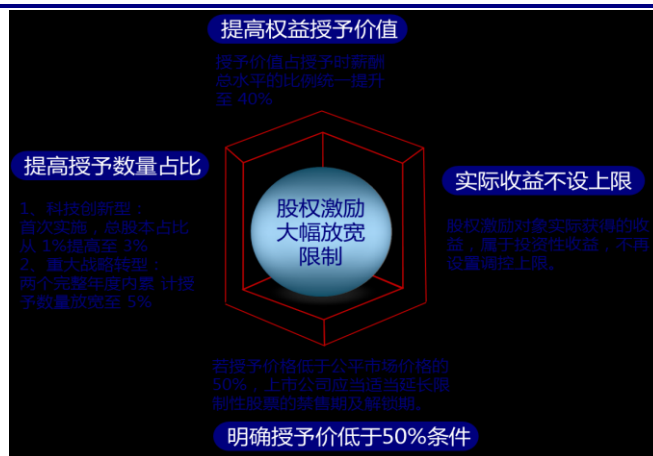 提高权益授予价值
授予价值占授予时薪酬
总水平的比例统一提升
至 40%
提高授予数量占比
1、科技创新型：
首次实施，总股本占比
从 1%提高至 3%
2、重大战略转型：
两个完整年度内累 计授
予数量放宽至 5%
股权激励
大幅放宽
限制
实际收益不设上限
股权激励对象实际获得的收
益，属于投资性收益，不再
设置调控上限。
若授予价格低于公平市场价格的
50%，上市公司应当适当延长限
制性股票的禁售期及解锁期。
明确授予价低于50%条件